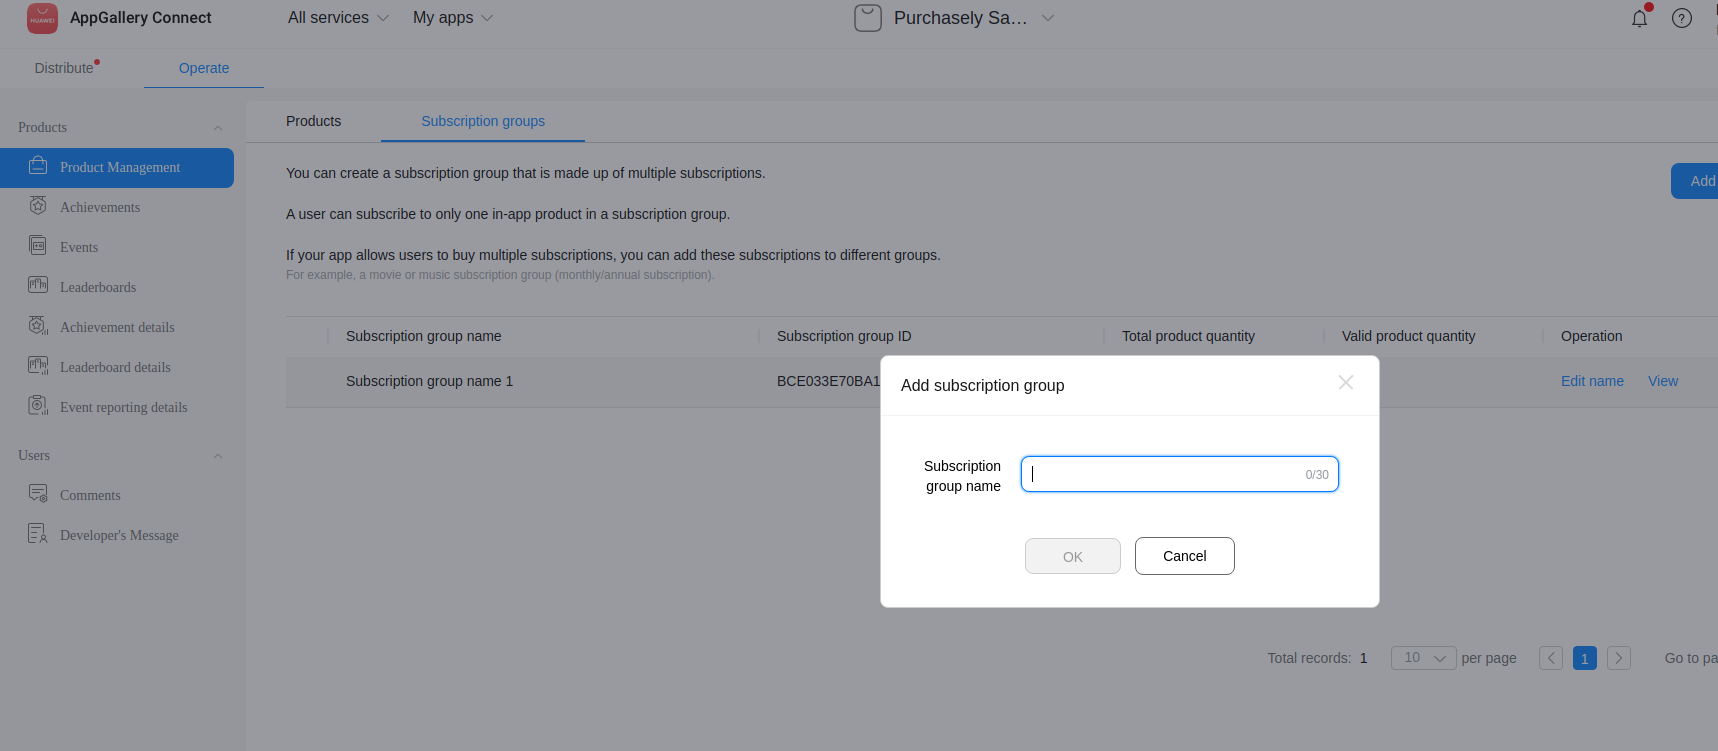 HUAWEI
AppGallery Connect
All services
My apps
Purchasely Sa...
?
Distribute
Operate
Products
Product Management
Achievements
Events
Leaderboards
Achievement details
Leaderboard details
Event reporting details
Users
Comments
Developer's Message
Products
Subscription groups
You can create a subscription group that is made up of multiple subscriptions.
Add
A user can subscribe to only one in-app product in a subscription group.
If your app allows users to buy multiple subscriptions, you can add these subscriptions to different groups.
For example, a movie or music subscription group (monthly/annual subscription).
Subscription group name
Subscription group ID
Total product quantity
Valid product quantity
Operation
Subscription group name 1
BCE033E70BA1
Edit name
View
Add subscription group
Subscription
group name
0/30
OK
Cancel
Total records: 1
10
per page
1
Go to pa